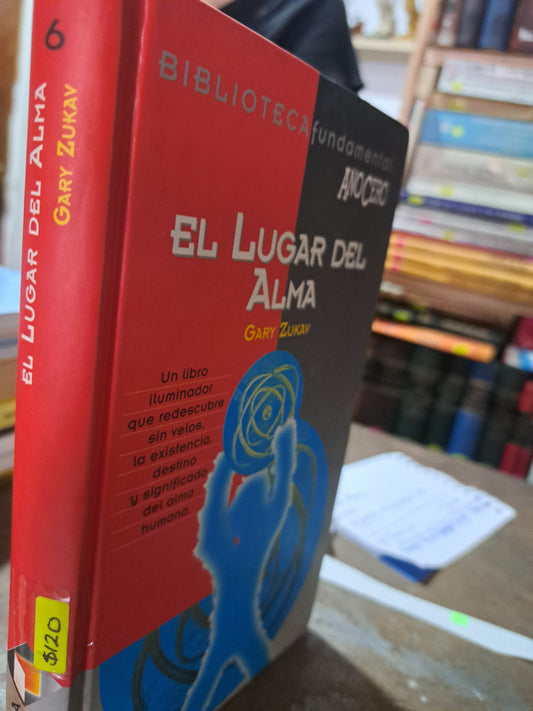 6
EL LUGAR DEL ALMA
GARY ZUKAV
$120
BIBLIOTECA fundamental
AÑO CERO
EL LUGAR DEL
ALMA
GARY ZUKAV
Un libro
iluminador
que redescubre
sin velos,
la existencia,
destino
y significado
del alma
humana.